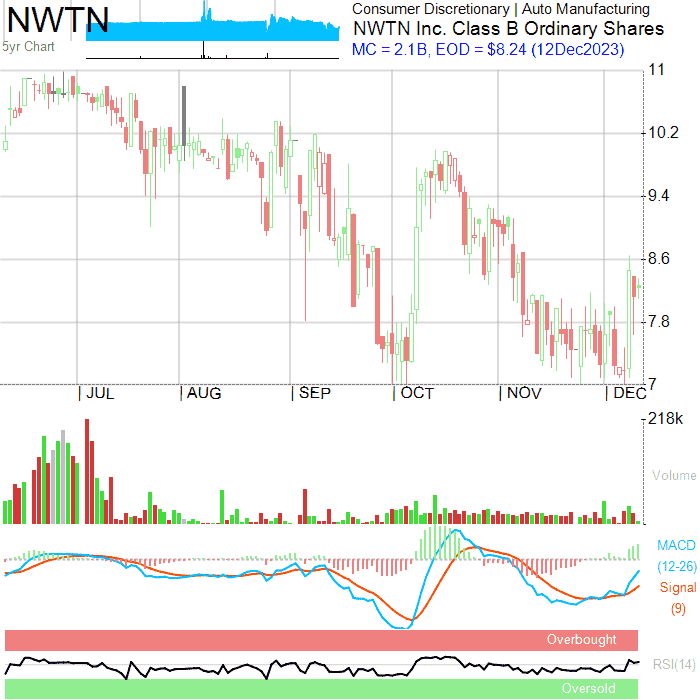 NWTN
5yr Chart
Consumer Discretionary | Auto Manufacturing
NWTN Inc. Class B Ordinary Shares
MC = 2.1B, EOD = $8.24 (12Dec2023)
11
10.2
9.4
8.6
7.8
7
| JUL | AUG | SEP | OCT | NOV | DEC
218k
Volume
MACD
(12-26)
Signal
(9)
Overbought
RSI(14)
Oversold